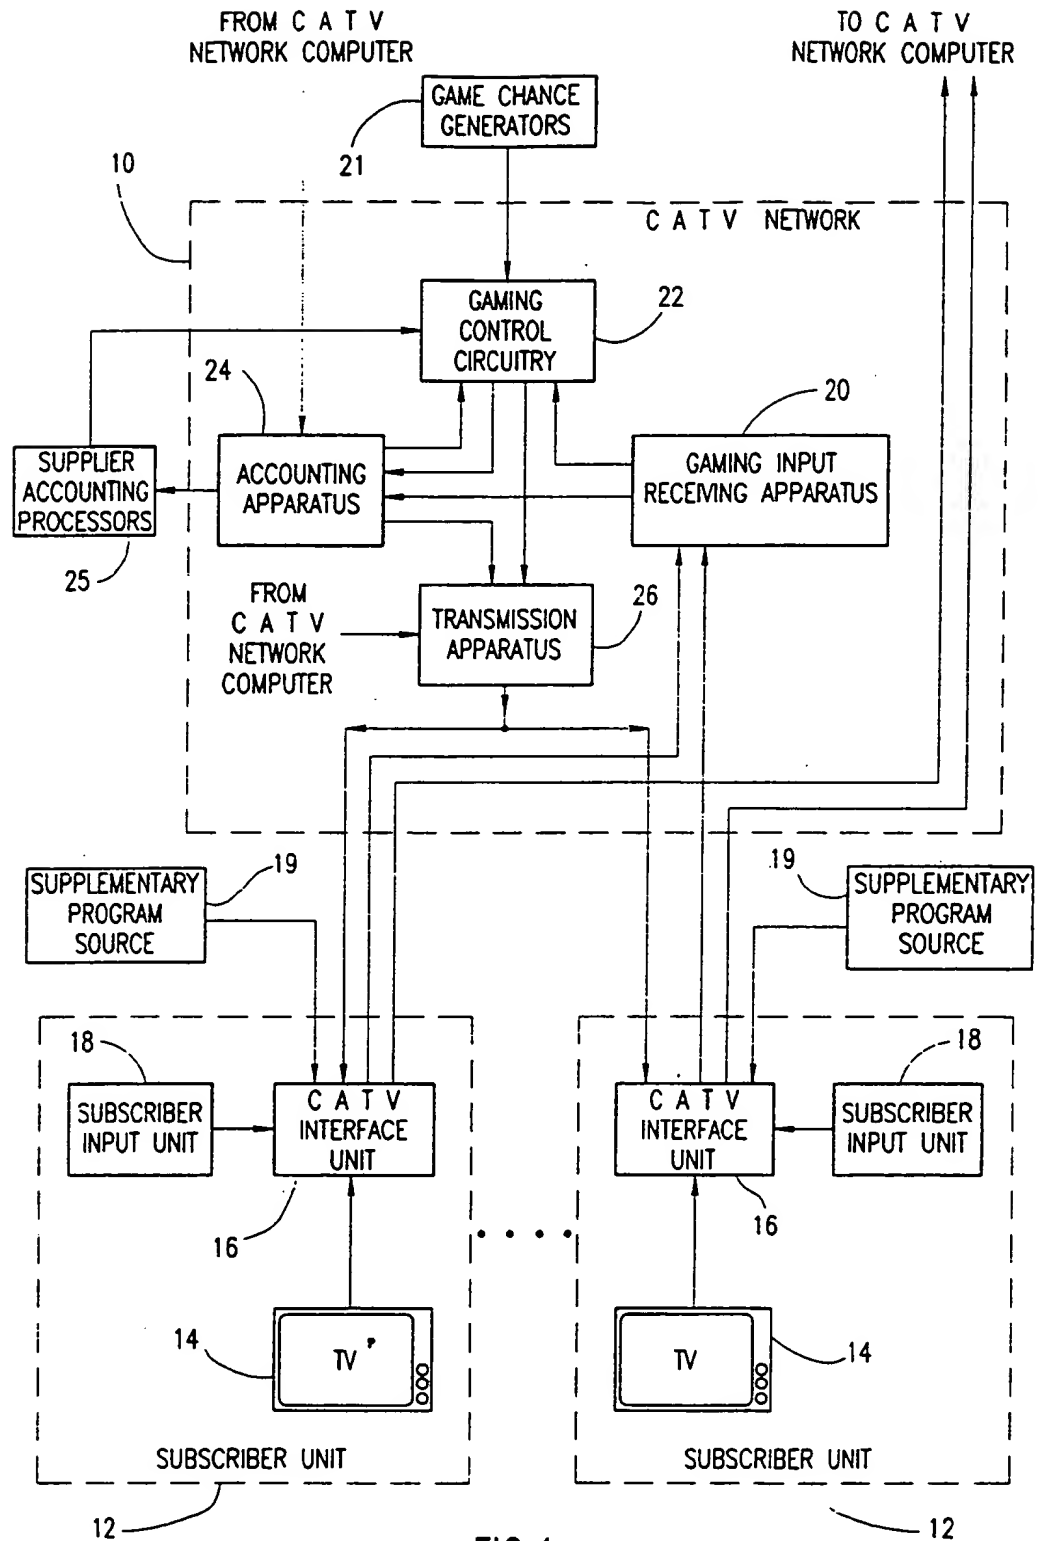 FROM C A T V
NETWORK COMPUTER
TO C A T V
NETWORK COMPUTER
GAME CHANCE
GENERATORS
21
10
C A T V NETWORK
GAMING
CONTROL
CIRCUITRY
22
24
20
SUPPLIER
ACCOUNTING
PROCESSORS
25
ACCOUNTING
APPARATUS
GAMING INPUT
RECEIVING APPARATUS
FROM
C A T V
NETWORK
COMPUTER
TRANSMISSION
APPARATUS
26
SUPPLEMENTARY
PROGRAM
SOURCE
19
19
SUPPLEMENTARY
PROGRAM
SOURCE
18
SUBSCRIBER
INPUT UNIT
C A T V
INTERFACE
UNIT
16
C A T V
INTERFACE
UNIT
16
18
SUBSCRIBER
INPUT UNIT
14
TV
TV
14
SUBSCRIBER UNIT
SUBSCRIBER UNIT
12
12